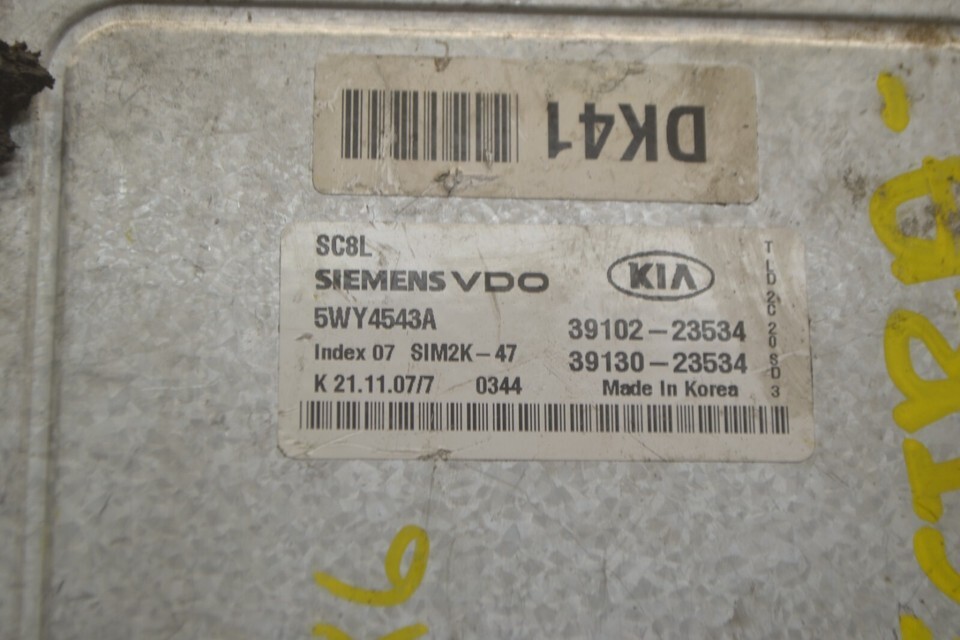 DK41
SC8L
SIEMENS VDO KIA
5WY4543A 39102-23534
Index 07 SIM2K-47 39130-23534
K 21.11.07/7 0344 Made In Korea
6